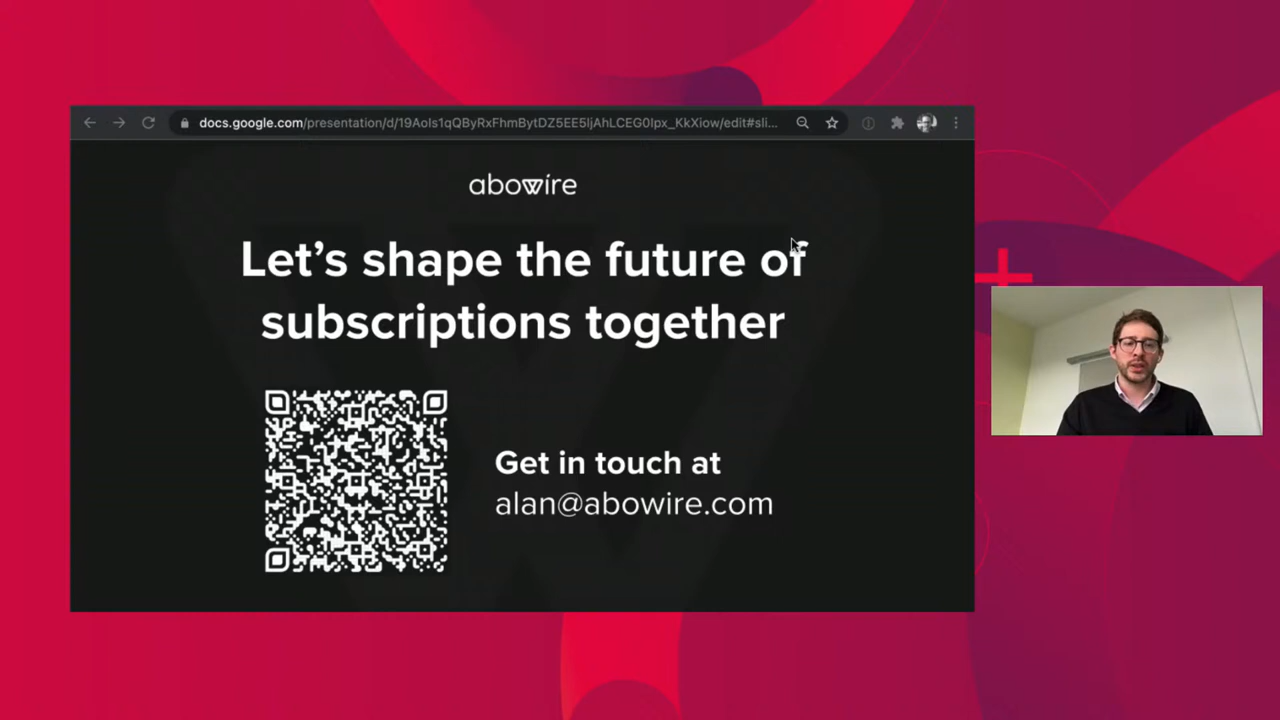 docs.google.com/presentation/d/19AoIs1qQByRxFhmBytDZ5EE5ljAhLCEG0Ipx_KkXiow/edit#sli...
abowire
Let's shape the future of
subscriptions together
Get in touch at
alan@abowire.com